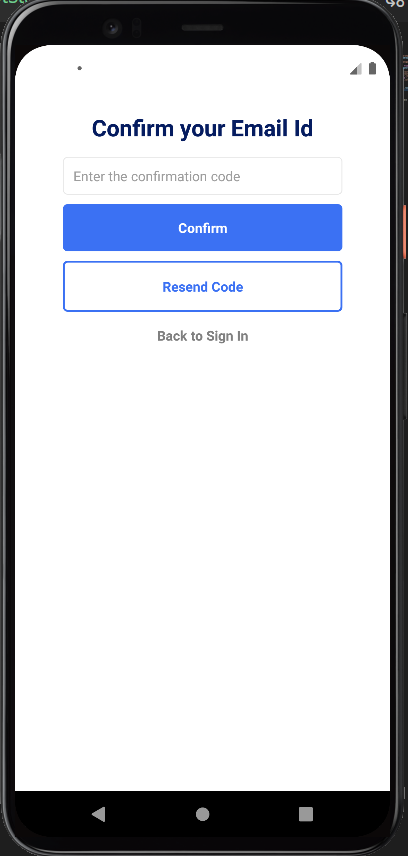 Confirm your Email Id
Enter the confirmation code
Confirm
Resend Code
Back to Sign In